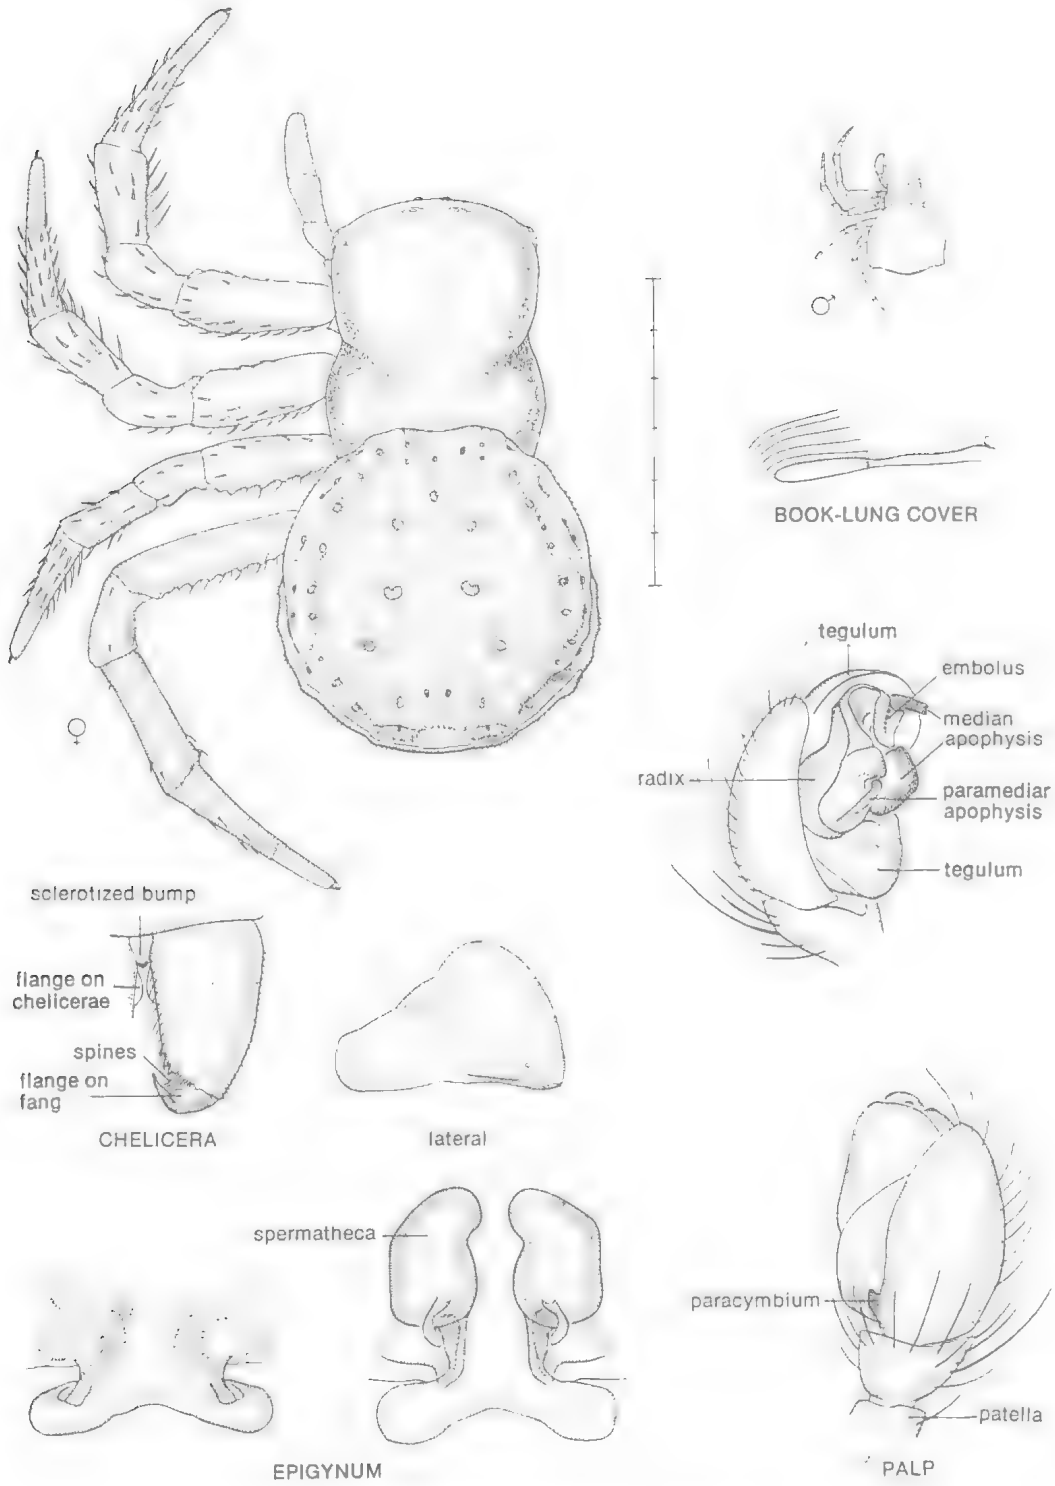 ♂
BOOK-LUNG COVER
tegulum
embolus
median
apophysis
radix
paramediar
apophysis
tegulum
♀
sclerotized bump
flange on
chelicerae
spines
flange on
fang
CHELICERA
lateral
spermatheca
paracymbium
patella
EPIGYNUM
PALP